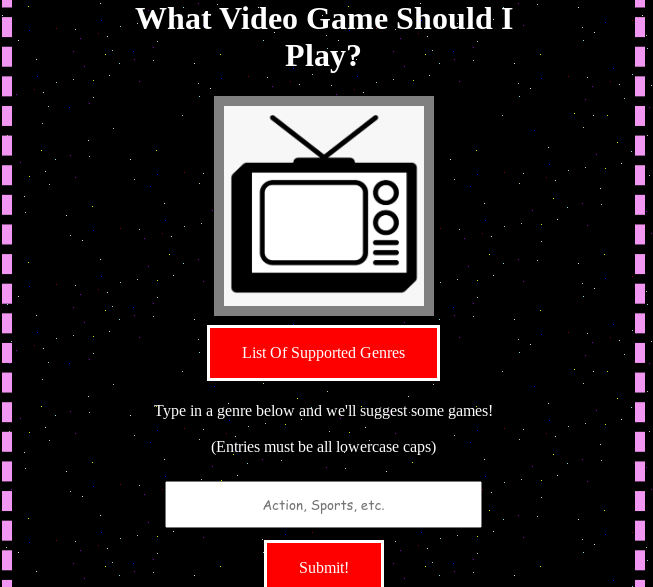 What Video Game Should I
Play?
List Of Supported Genres
Type in a genre below and we'll suggest some games!
(Entries must be all lowercase caps)
Action, Sports, etc.
Submit!